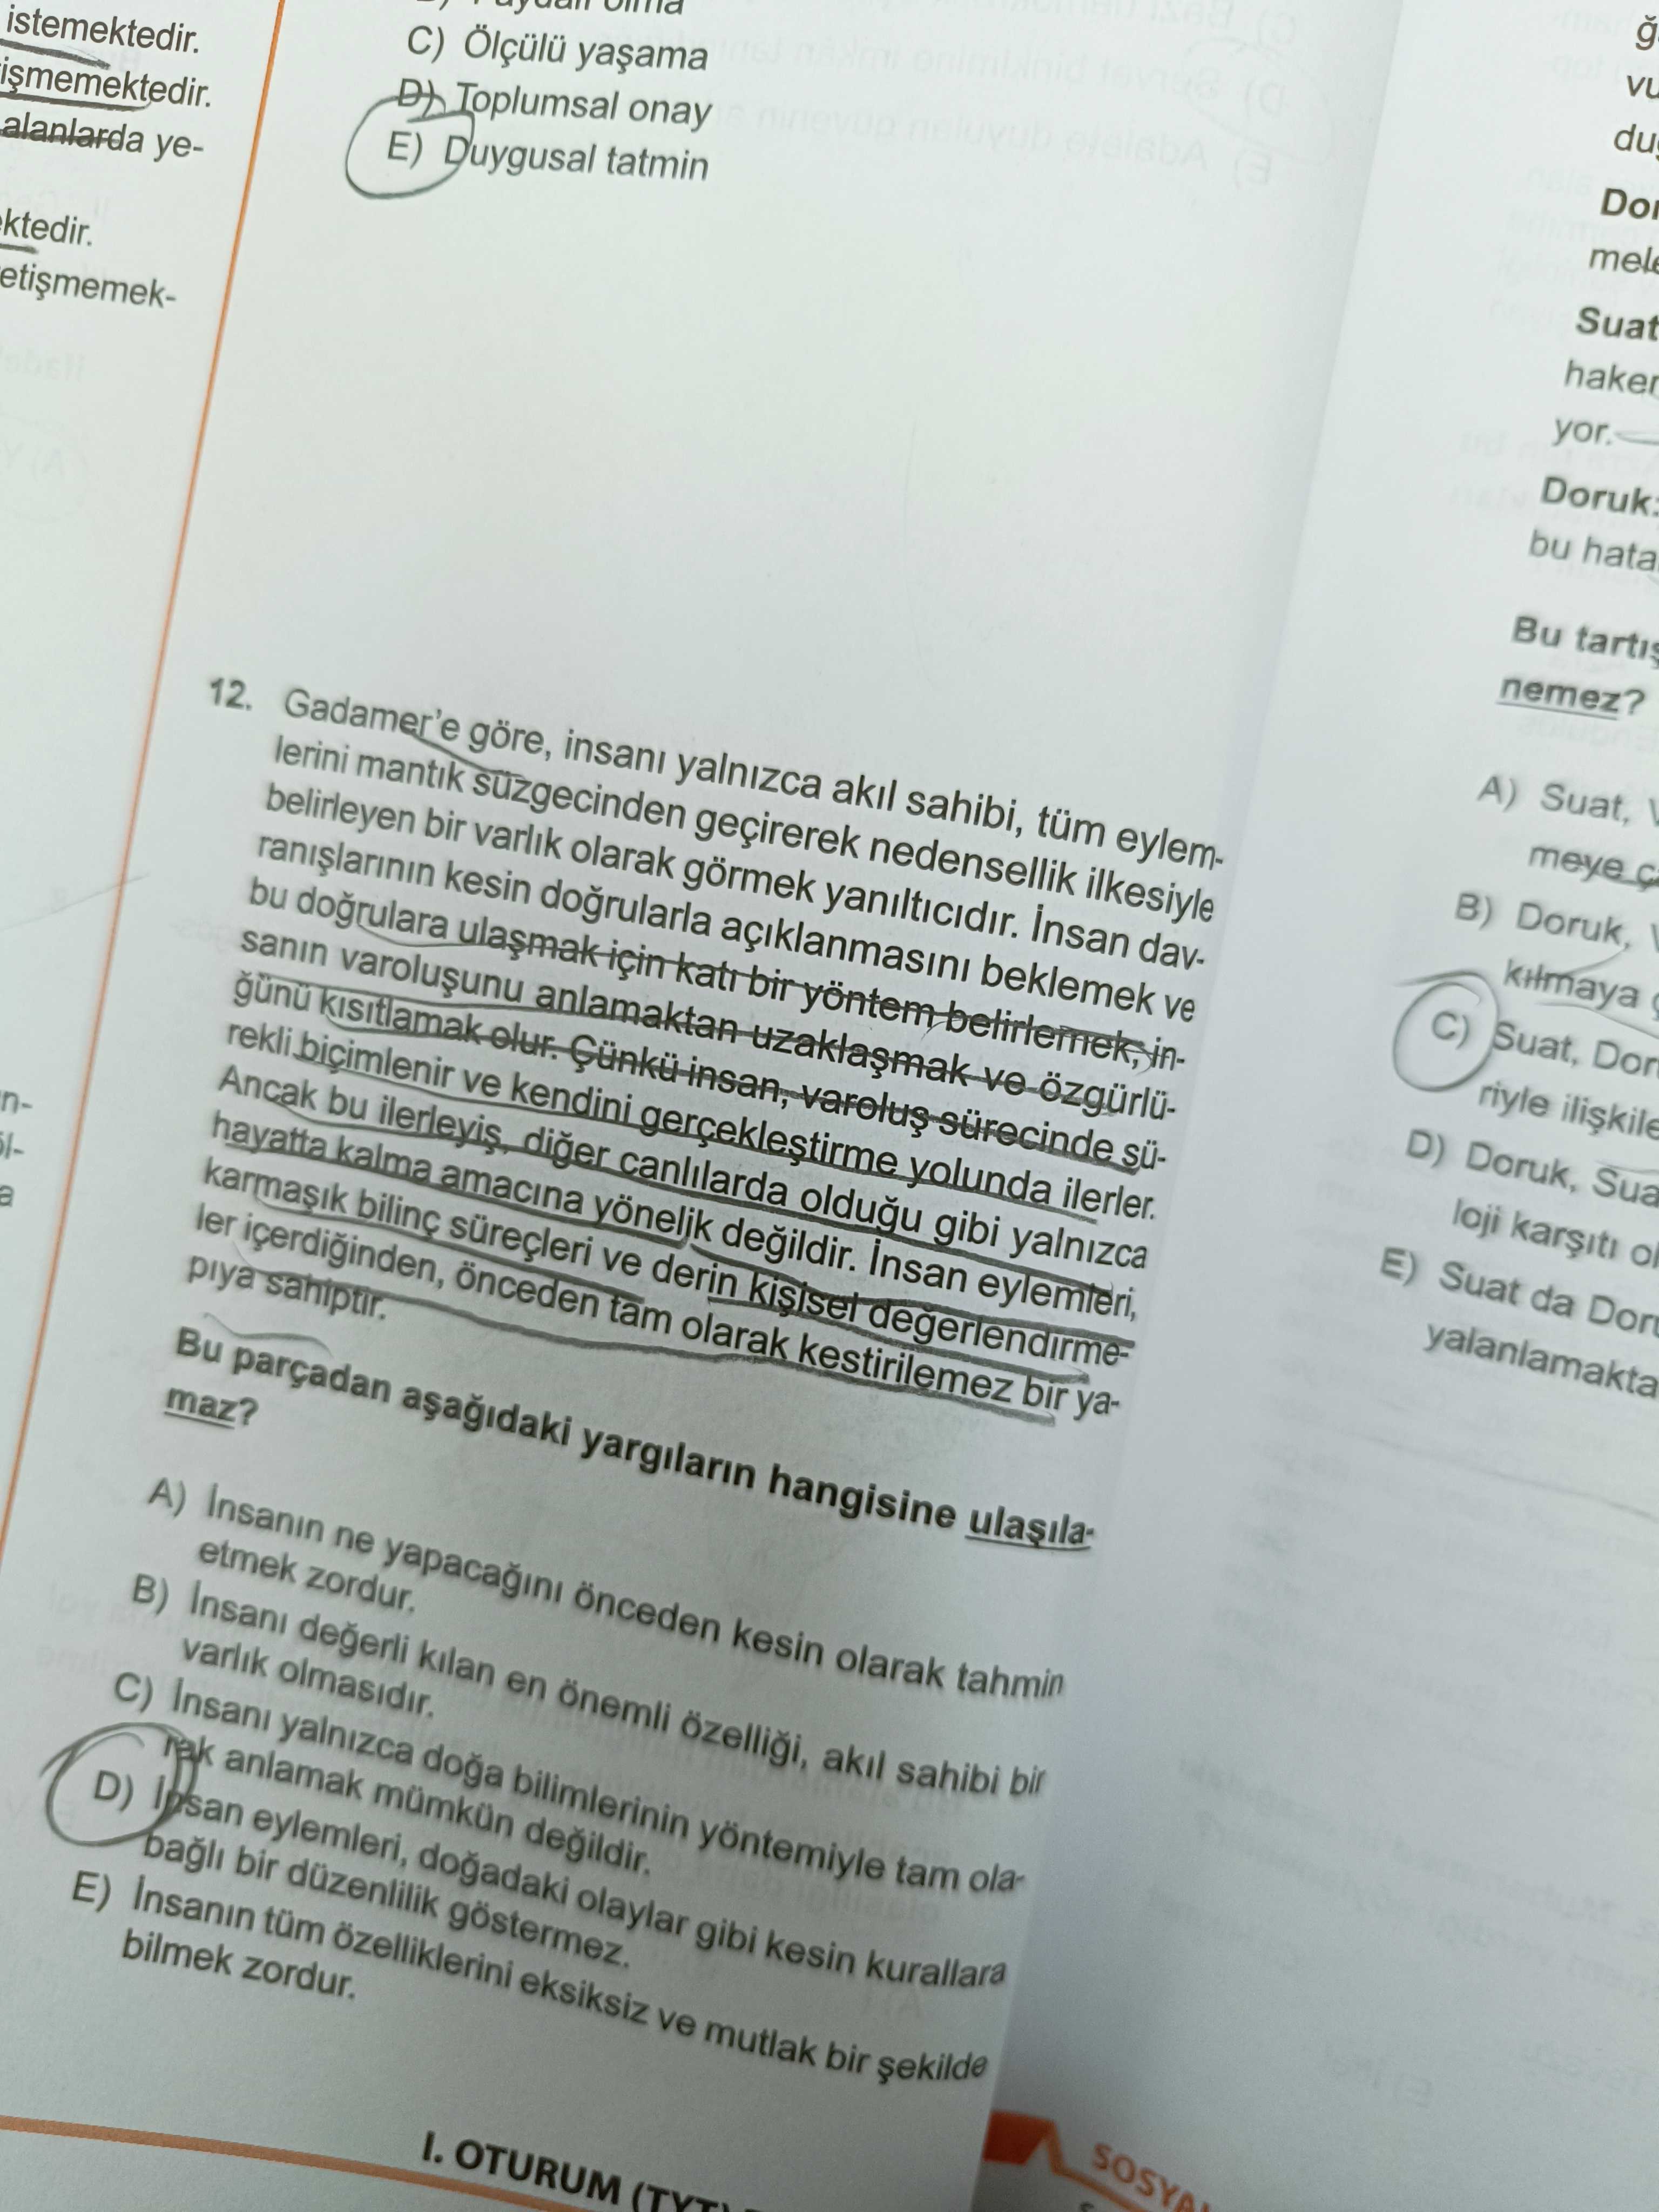 istemektedir.
işmemektedir.
alanlarda ye-
ektedir.
etişmemek-
C) Ölçülü yaşama
D) Toplumsal onay
E) Duygusal tatmin
12. Gadamer'e göre, insanı yalnızca akıl sahibi, tüm eylem-
lerini mantık süzgecinden geçirerek nedensellik ilkesiyle
belirleyen bir varlık olarak görmek yanıltıcıdır. İnsan dav-
ranışlarının kesin doğrularla açıklanmasını beklemek ve
bu doğrulara ulaşmak için katı bir yöntem belirlemek, in-
sanın varoluşunu anlamaktan uzaklaşmak ve özgürlü-
ğünü kısıtlamak olur. Çünkü insan, varoluş sürecinde sü-
rekli biçimlenir ve kendini gerçekleştirme yolunda ilerler.
Ancak bu ilerleyiş, diğer canlılarda olduğu gibi yalnızca
hayatta kalma amacına yönelik değildir. İnsan eylemleri,
karmaşık bilinç süreçleri ve derin kişisel değerlendirme-
ler içerdiğinden, önceden tam olarak kestirilemez bir ya-
pıya sahiptir.
Bu parçadan aşağıdaki yargıların hangisine ulaşıla-
maz?
A) İnsanın ne yapacağını önceden kesin olarak tahmin
etmek zordur.
B) İnsanı değerli kılan en önemli özelliği, akıl sahibi bir
varlık olmasıdır.
C) İnsanı yalnızca doğa bilimlerinin yöntemiyle tam ola-
rak anlamak mümkün değildir.
D) İnsan eylemleri, doğadaki olaylar gibi kesin kurallara
bağlı bir düzenlilik göstermez.
E) İnsanın tüm özelliklerini eksiksiz ve mutlak bir şekilde
bilmek zordur.
I. OTURUM (TYT)
vu
Suat
yor.
Doruk:
bu hata
Bu tartış
nemez?
A) Suat,
meye ç
B) Doruk,
kılmaya
C) Suat, Dor
riyle ilişkile
D) Doruk, Sua
loji karşıtı ol
E) Suat da Doru
yalanlamakta
SOSYAL